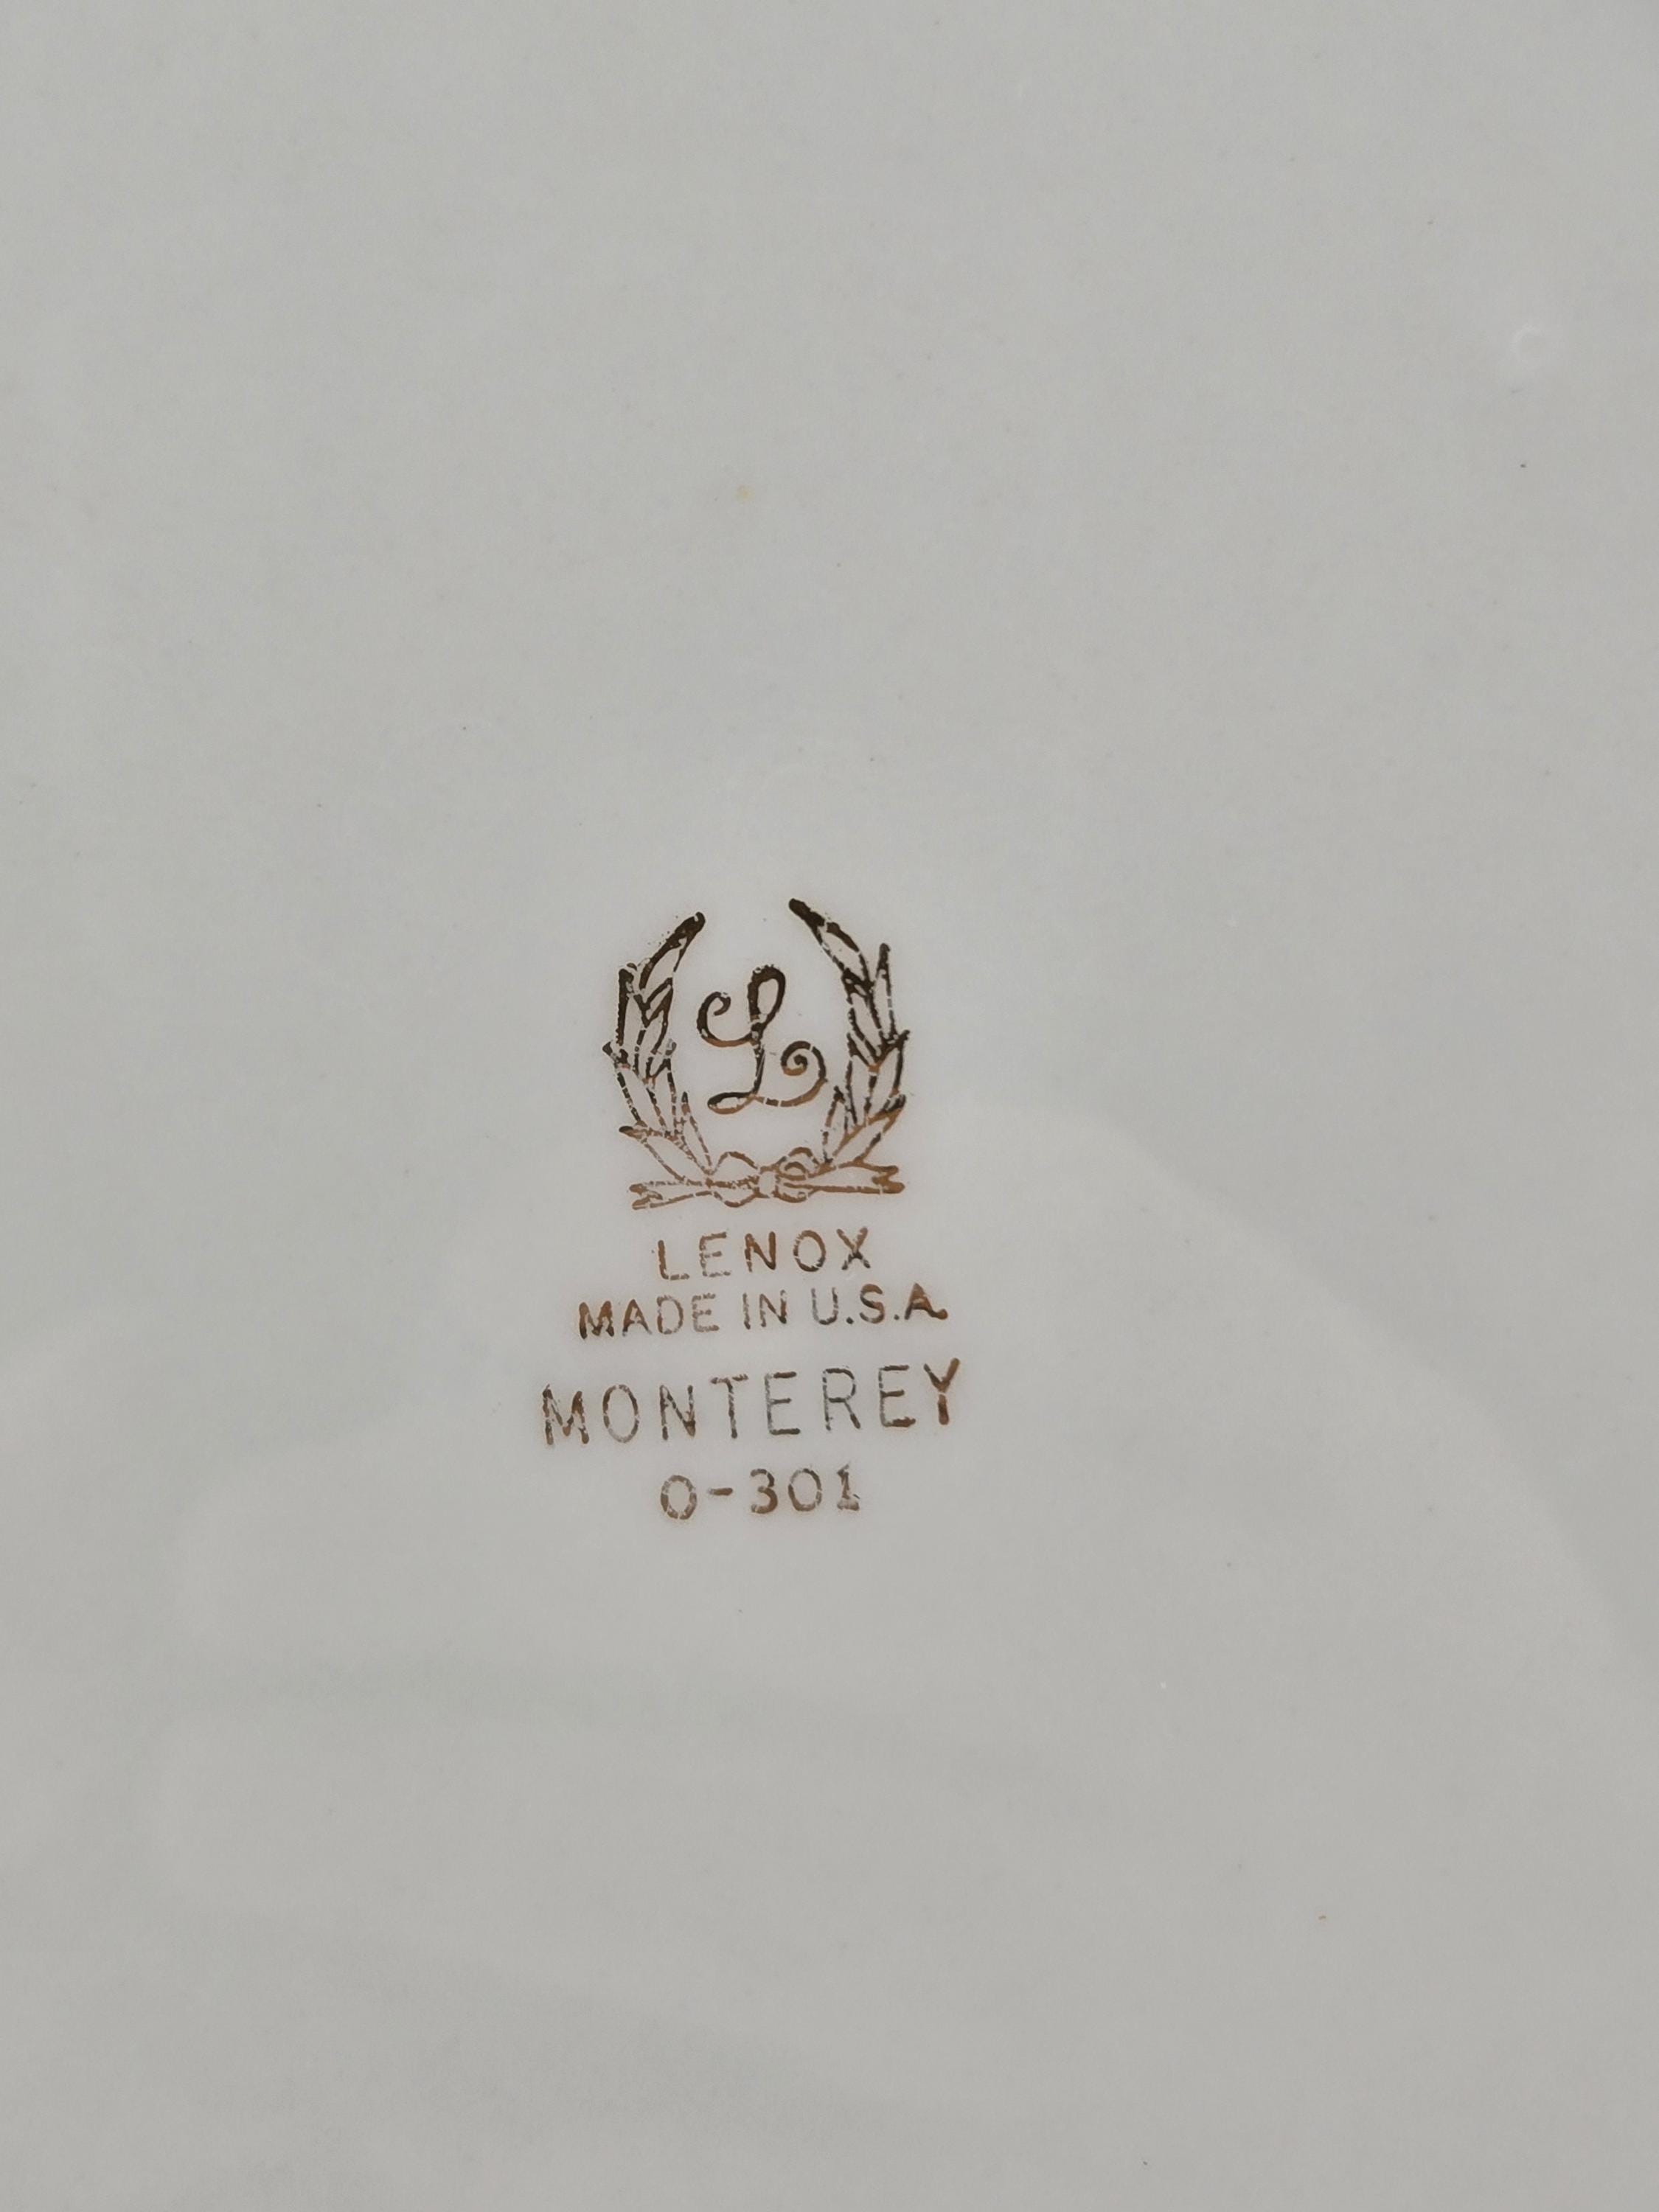 L
LENOX
MADE IN U.S.A.
MONTEREY
O-301